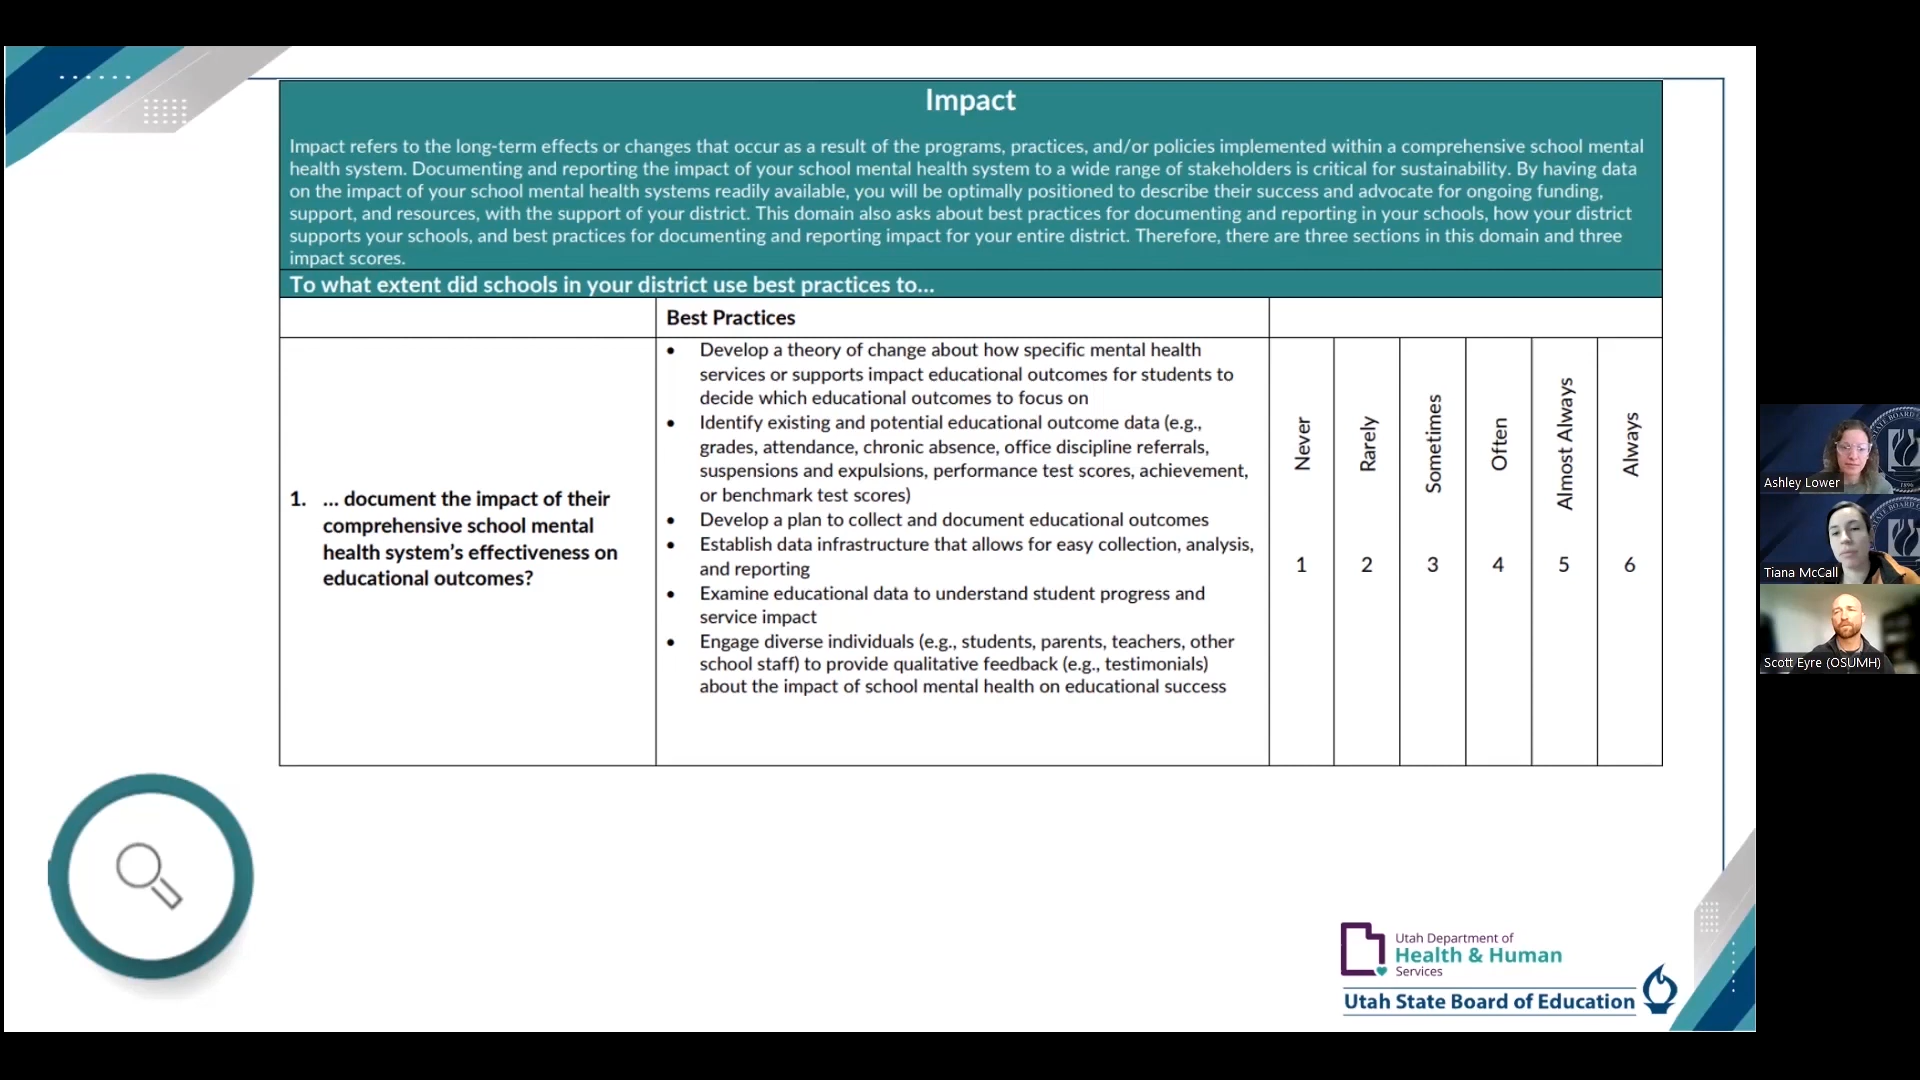 Impact
Impact refers to the long-term effects or changes that occur as a result of the programs, practices, and/or policies implemented within a comprehensive school mental
health system. Documenting and reporting the impact of your school mental health system to a wide range of stakeholders is critical for sustainability. By having data
on the impact of your school mental health systems readily available, you will be optimally positioned to describe their success and advocate for ongoing funding,
support, and resources, with the support of your district. This domain also asks about best practices for documenting and reporting in your schools, how your district
supports your schools, and best practices for documenting and reporting impact for your entire district. Therefore, there are three sections in this domain and three
impact scores.
To what extent did schools in your district use best practices to...
Best Practices
1. ... document the impact of their
comprehensive school mental
health system's effectiveness on
educational outcomes?
• Develop a theory of change about how specific mental health
services or supports impact educational outcomes for students to
decide which educational outcomes to focus on
• Identify existing and potential educational outcome data (e.g.,
grades, attendance, chronic absence, office discipline referrals,
suspensions and expulsions, performance test scores, achievement,
or benchmark test scores)
• Develop a plan to collect and document educational outcomes
• Establish data infrastructure that allows for easy collection, analysis,
and reporting
• Examine educational data to understand student progress and
service impact
• Engage diverse individuals (e.g., students, parents, teachers, other
school staff) to provide qualitative feedback (e.g., testimonials)
about the impact of school mental health on educational success
Never
Rarely
Sometimes
Often
Almost Always
Always
1 2 3 4 5 6
Ashley Lower
Tiana McCall
Scott Eyre (OSUMH)
Utah Department of
Health & Human
Services
Utah State Board of Education